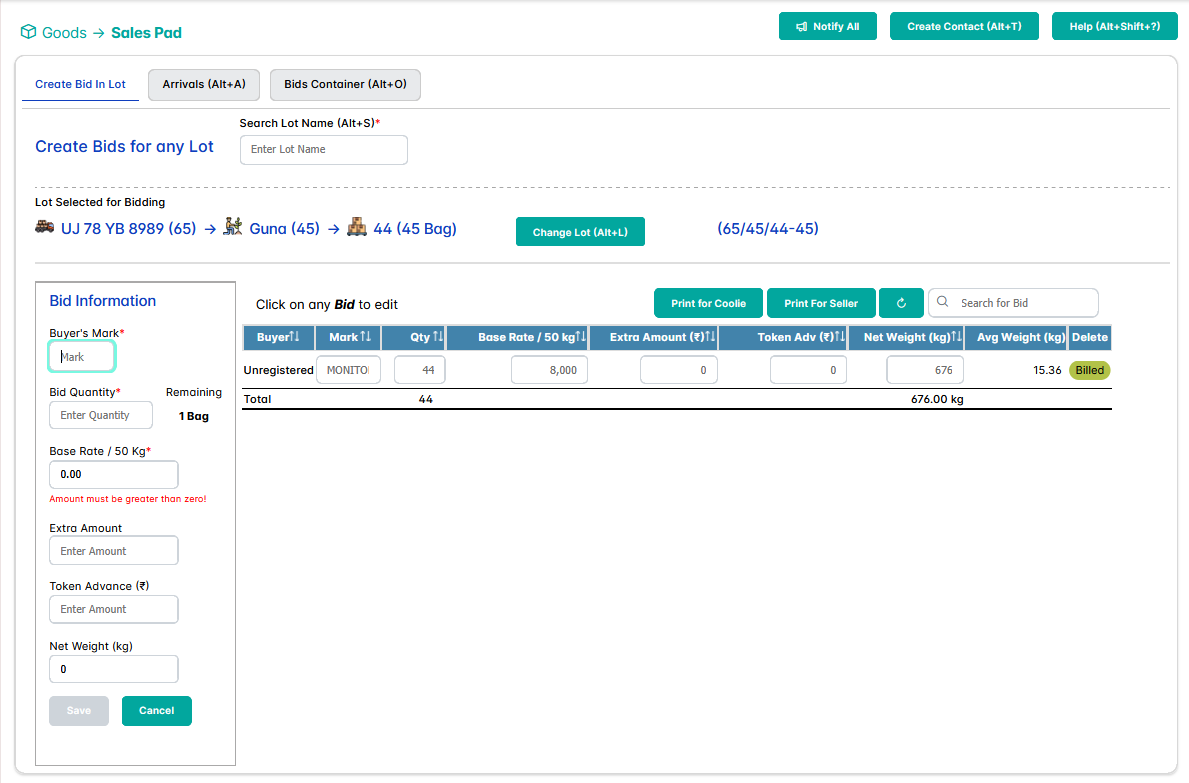 Goods → Sales Pad
Notify All
Create Contact (Alt+T)
Help (Alt+Shift+?)
Create Bid In Lot
Arrivals (Alt+A)
Bids Container (Alt+O)
Create Bids for any Lot
Search Lot Name (Alt+S)*
Enter Lot Name
Lot Selected for Bidding
UJ 78 YB 8989 (65) → Guna (45) → 44 (45 Bag)
Change Lot (Alt+L)
(65/45/44-45)
Bid Information
Buyer's Mark*
Mark
Bid Quantity*
Remaining
Enter Quantity
1 Bag
Base Rate / 50 Kg*
0.00
Amount must be greater than zero!
Extra Amount
Enter Amount
Token Advance (₹)
Enter Amount
Net Weight (kg)
0
Save
Cancel
Click on any Bid to edit
Print for Coolie
Print For Seller
Search for Bid
Buyer↑↓ Mark↑↓ Qty↑↓ Base Rate / 50 kg↑↓ Extra Amount (₹)↑↓ Token Adv (₹)↑↓ Net Weight (kg)↑↓ Avg Weight (kg) Delete
Unregistered MONITO 44 8,000 0 0 676 15.36 Billed
Total 44 676.00 kg